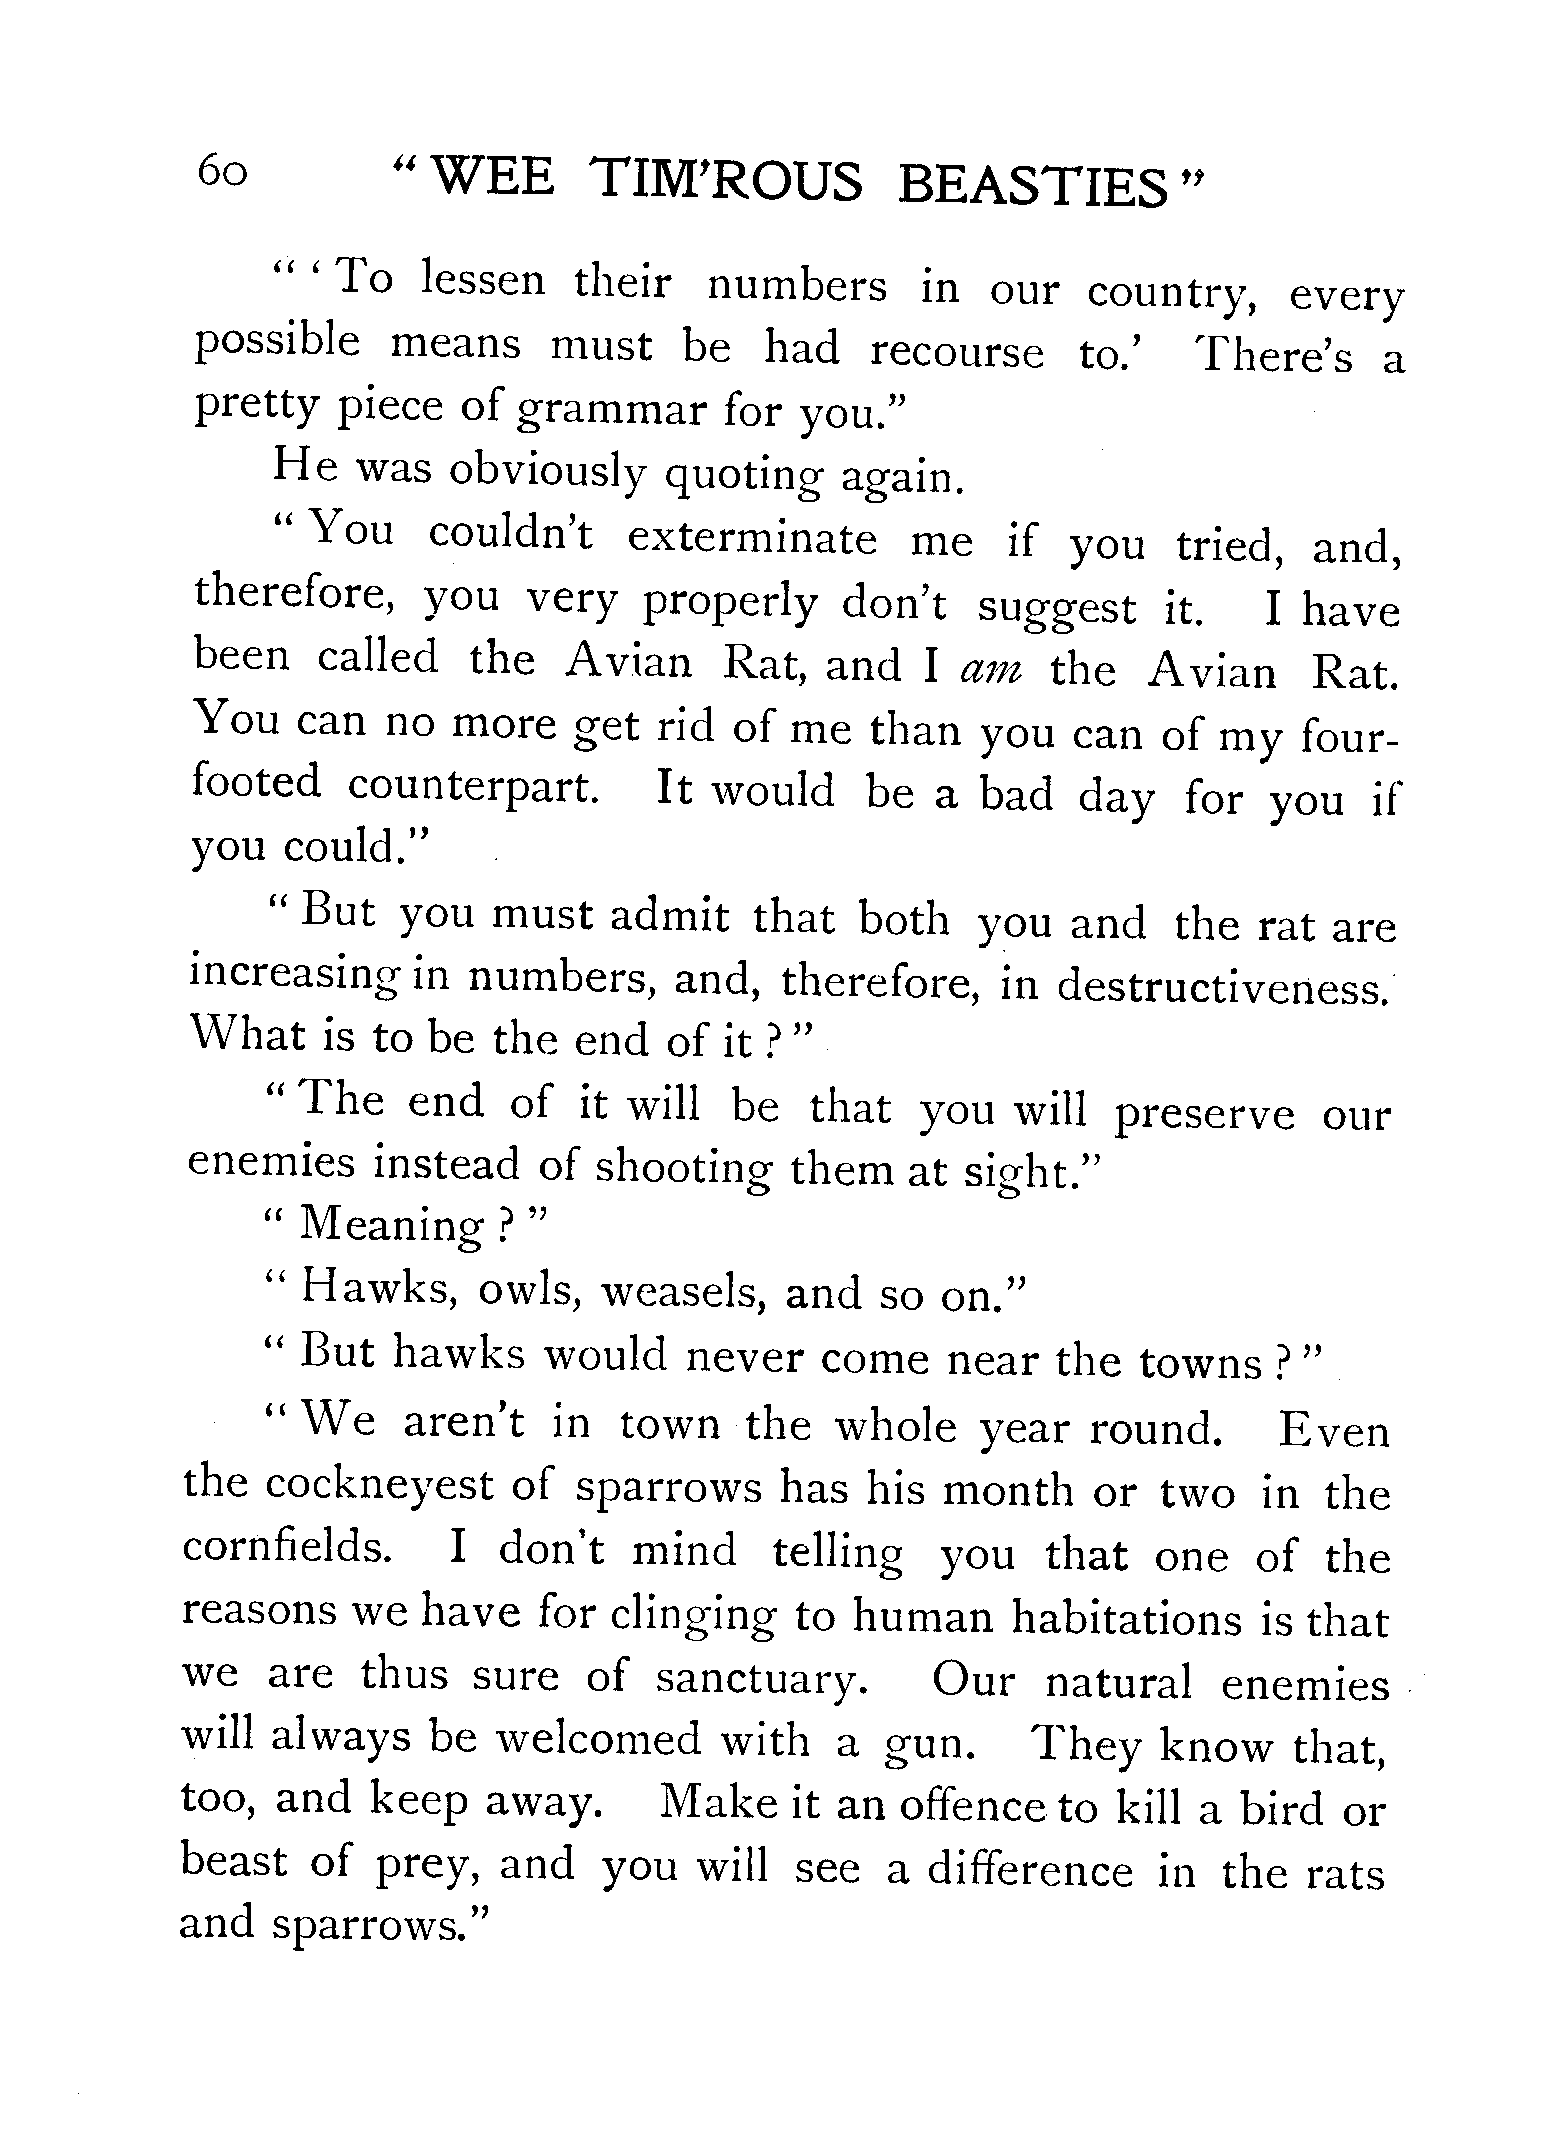 60 " WEE TIM'ROUS BEASTIES "
" ' To lessen their numbers in our country, every
possible means must be had recourse to.' There's a
pretty piece of grammar for you."
He was obviously quoting again.
" You couldn't exterminate me if you tried, and,
therefore, you very properly don't suggest it. I have
been called the Avian Rat, and I am the Avian Rat.
You can no more get rid of me than you can of my four-
footed counterpart. It would be a bad day for you if
you could."
" But you must admit that both you and the rat are
increasing in numbers, and, therefore, in destructiveness.
What is to be the end of it ? "
" The end of it will be that you will preserve our
enemies instead of shooting them at sight."
" Meaning ? "
" Hawks, owls, weasels, and so on."
" But hawks would never come near the towns ? "
" We aren't in town the whole year round. Even
the cockneyest of sparrows has his month or two in the
cornfields. I don't mind telling you that one of the
reasons we have for clinging to human habitations is that
we are thus sure of sanctuary. Our natural enemies
will always be welcomed with a gun. They know that,
too, and keep away. Make it an offence to kill a bird or
beast of prey, and you will see a difference in the rats
and sparrows."